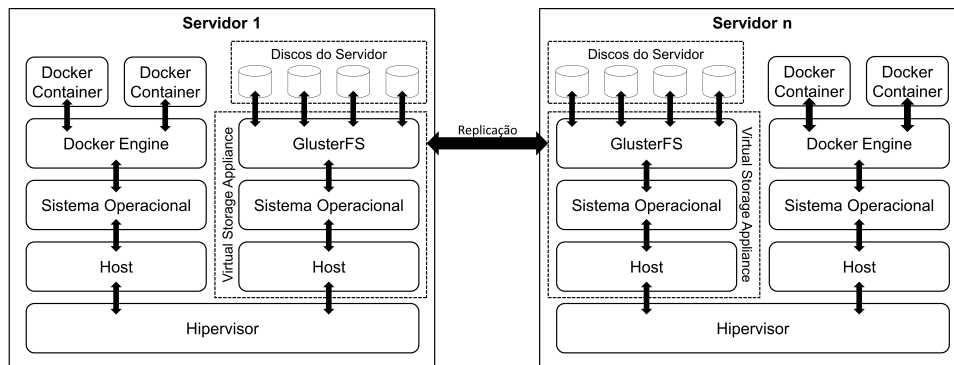 Servidor 1
Discos do Servidor
Docker
Container
Docker
Container
Docker Engine
GlusterFS
Virtual Storage Appliance
Sistema Operacional
Sistema Operacional
Host
Host
Hipervisor
Replicação
Servidor n
Discos do Servidor
Docker
Container
Docker
Container
GlusterFS
Docker Engine
Virtual Storage Appliance
Sistema Operacional
Sistema Operacional
Host
Host
Hipervisor